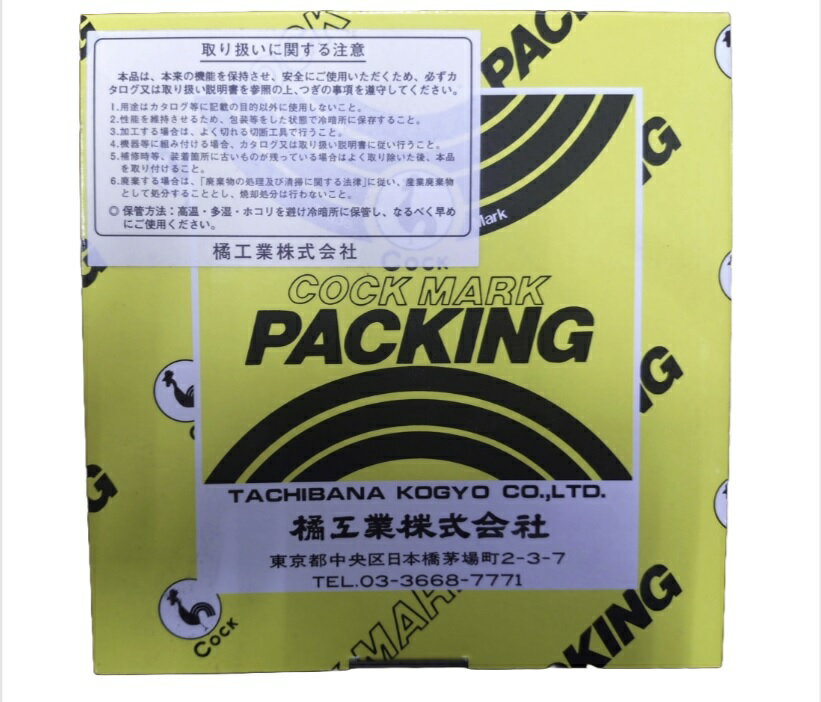 取り扱いに関する注意
本品は、本来の機能を保持させ、安全にご使用いただくため、必ずカ
タログ又は取り扱い説明書を参照の上、つぎの事項を遵守してください。
1.用途はカタログ等に記載の目的以外に使用しないこと。
2.性能を維持させるため、包装等をした状態で冷暗所に保存すること。
3.加工する場合は、よく切れる切断工具で行うこと。
4.機器等に組み付ける場合、カタログ又は取り扱い説明書に従い行うこと。
5.補修時等、装着箇所に古いものが残っている場合はよく取り除いた後、本品
を取り付けること。
6.廃棄する場合は、「廃棄物の処理及び清掃に関する法律」に従い、産業廃棄物
として処分することとし、焼却処分は行わないこと。
◎保管方法：高温・多湿・ホコリを避け冷暗所に保管し、なるべく早め
にご使用ください。
橘工業株式会社
CK
PAC
PACKING
Mark
COCK
COCK MARK
PACKING
KING
G
TACHIBANA KOGYO CO.,LTD.
橘工業株式会社
東京都中央区日本橋茅場町2-3-7
TEL.03-3668-7771
COCK
MAR
KING